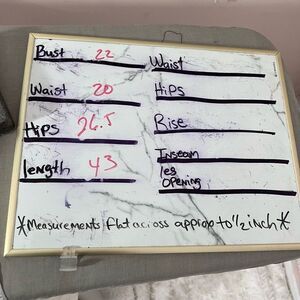 Bust 22
Waist 20
Hips 26.5
length 43
Waist
Hips
Rise
Inseam
leg
opening
*Measurements flat across approx to 1/2 inch*